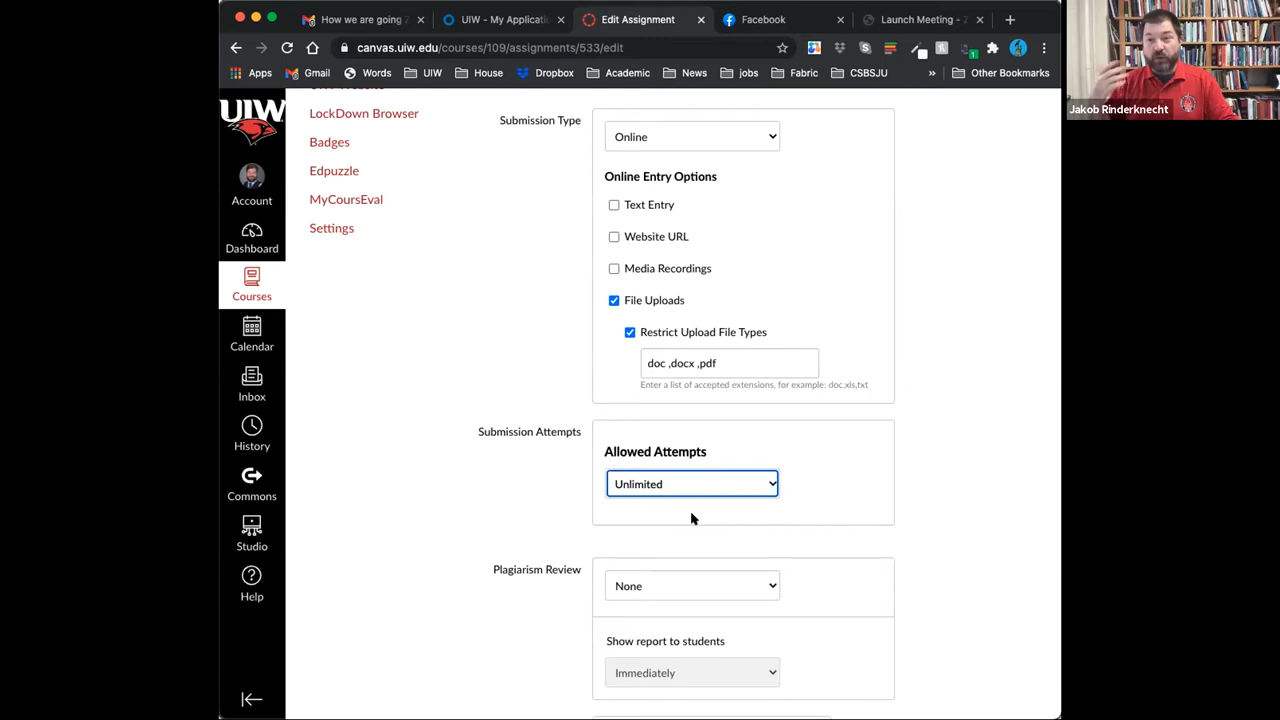 How we are going Z
UIW - My Applicatio
Edit Assignment
Facebook
Launch Meeting - Z
canvas.uiw.edu/courses/109/assignments/533/edit
Apps
Gmail
Words
UIW
House
Dropbox
Academic
News
jobs
Fabric
CSBSJU
»
Other Bookmarks
Jakob Rinderknecht
UIW
Account
Dashboard
Courses
Calendar
Inbox
History
Commons
Studio
Help
LockDown Browser
Badges
Edpuzzle
MyCoursEval
Settings
Submission Type
Online
Online Entry Options
Text Entry
Website URL
Media Recordings
File Uploads
Restrict Upload File Types
doc ,docx ,pdf
Enter a list of accepted extensions, for example: doc,xls,txt
Submission Attempts
Allowed Attempts
Unlimited
Plagiarism Review
None
Show report to students
Immediately